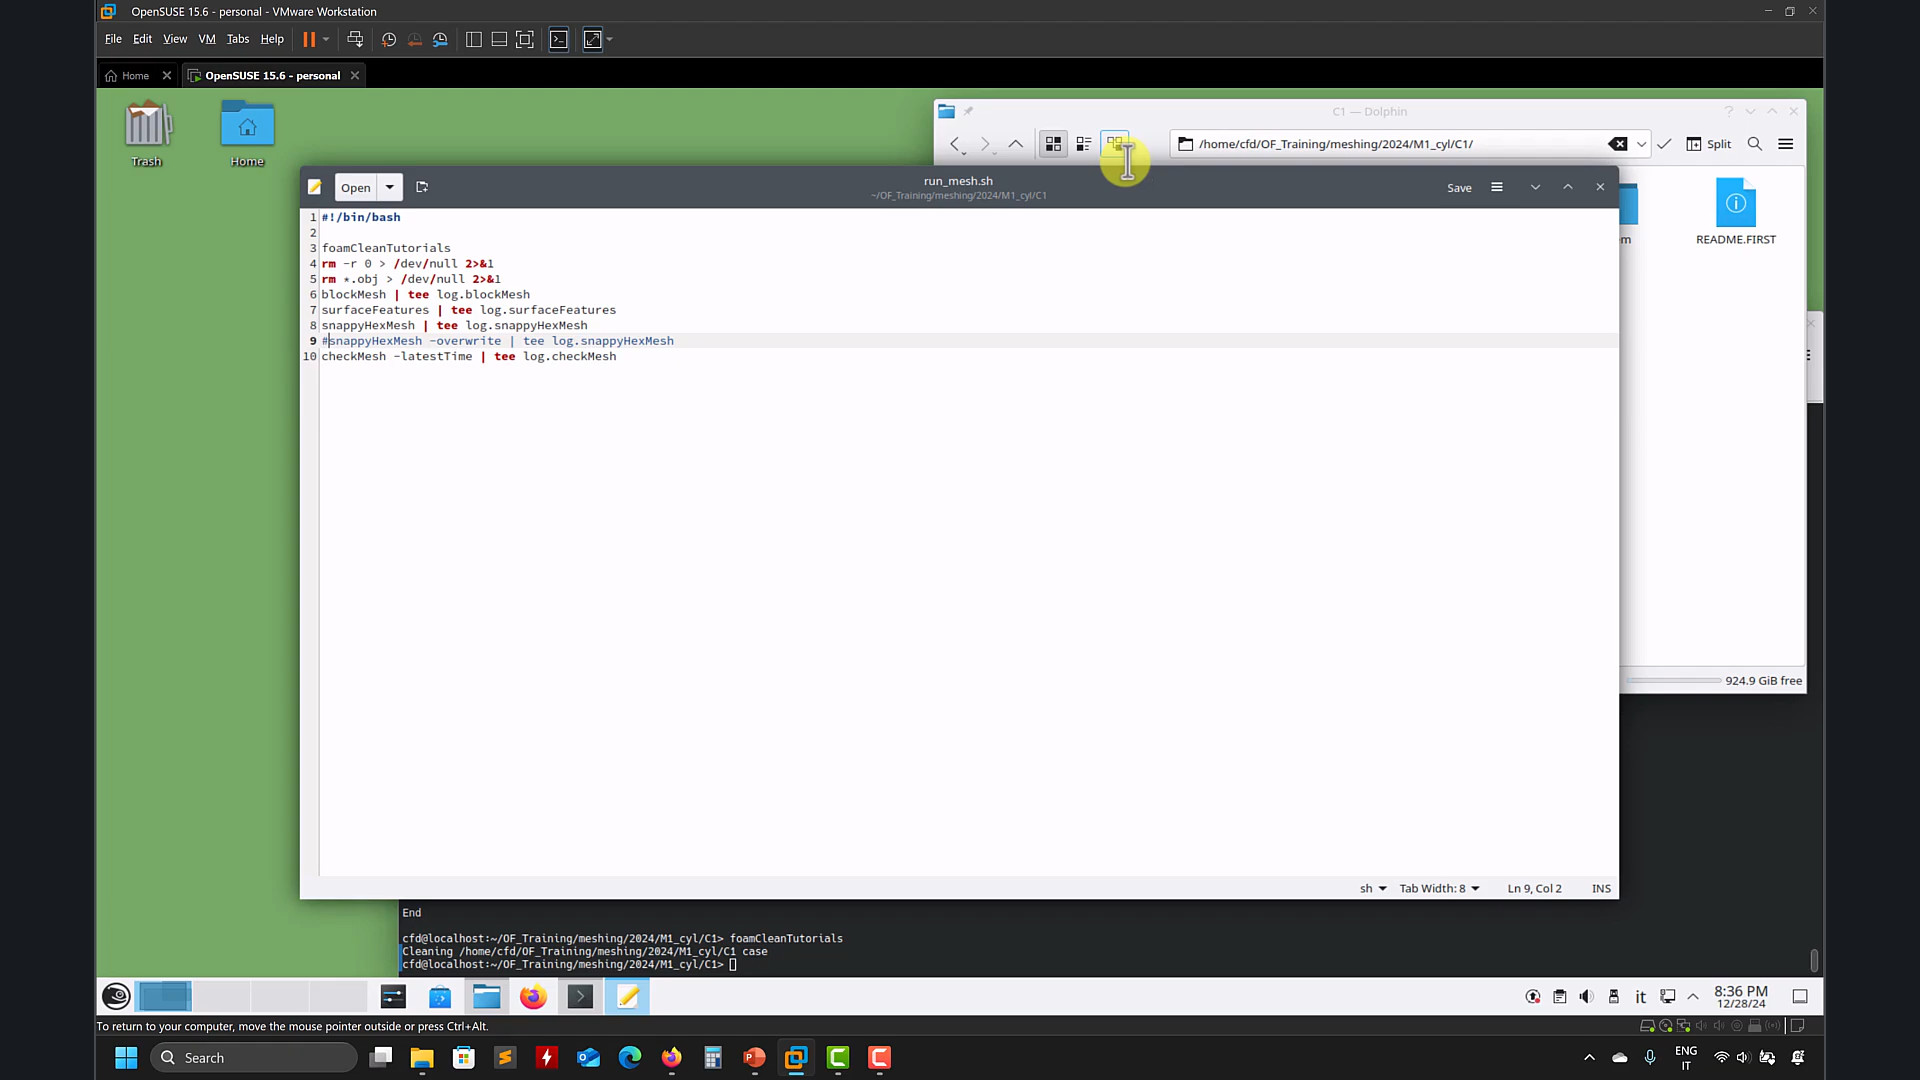 OpenSUSE 15.6 - personal - VMware Workstation
File Edit View VM Tabs Help
Home
OpenSUSE 15.6 - personal
Trash
Home
C1 — Dolphin
/home/cfd/OF_Training/meshing/2024/M1_cyl/C1/
Split
README.FIRST
924.9 GiB free
Open
run_mesh.sh
~/OF_Training/meshing/2024/M1_cyl/C1
Save
1 #!/bin/bash
2
3 foamCleanTutorials
4 rm -r 0 > /dev/null 2>&1
5 rm *.obj > /dev/null 2>&1
6 blockMesh | tee log.blockMesh
7 surfaceFeatures | tee log.surfaceFeatures
8 snappyHexMesh | tee log.snappyHexMesh
9 #snappyHexMesh -overwrite | tee log.snappyHexMesh
10 checkMesh -latestTime | tee log.checkMesh
sh Tab Width: 8 Ln 9, Col 2 INS
End
cfd@localhost:~/OF_Training/meshing/2024/M1_cyl/C1> foamCleanTutorials
Cleaning /home/cfd/OF_Training/meshing/2024/M1_cyl/C1 case
cfd@localhost:~/OF_Training/meshing/2024/M1_cyl/C1>
it
8:36 PM
12/28/24
To return to your computer, move the mouse pointer outside or press Ctrl+Alt.
Search
ENG
IT